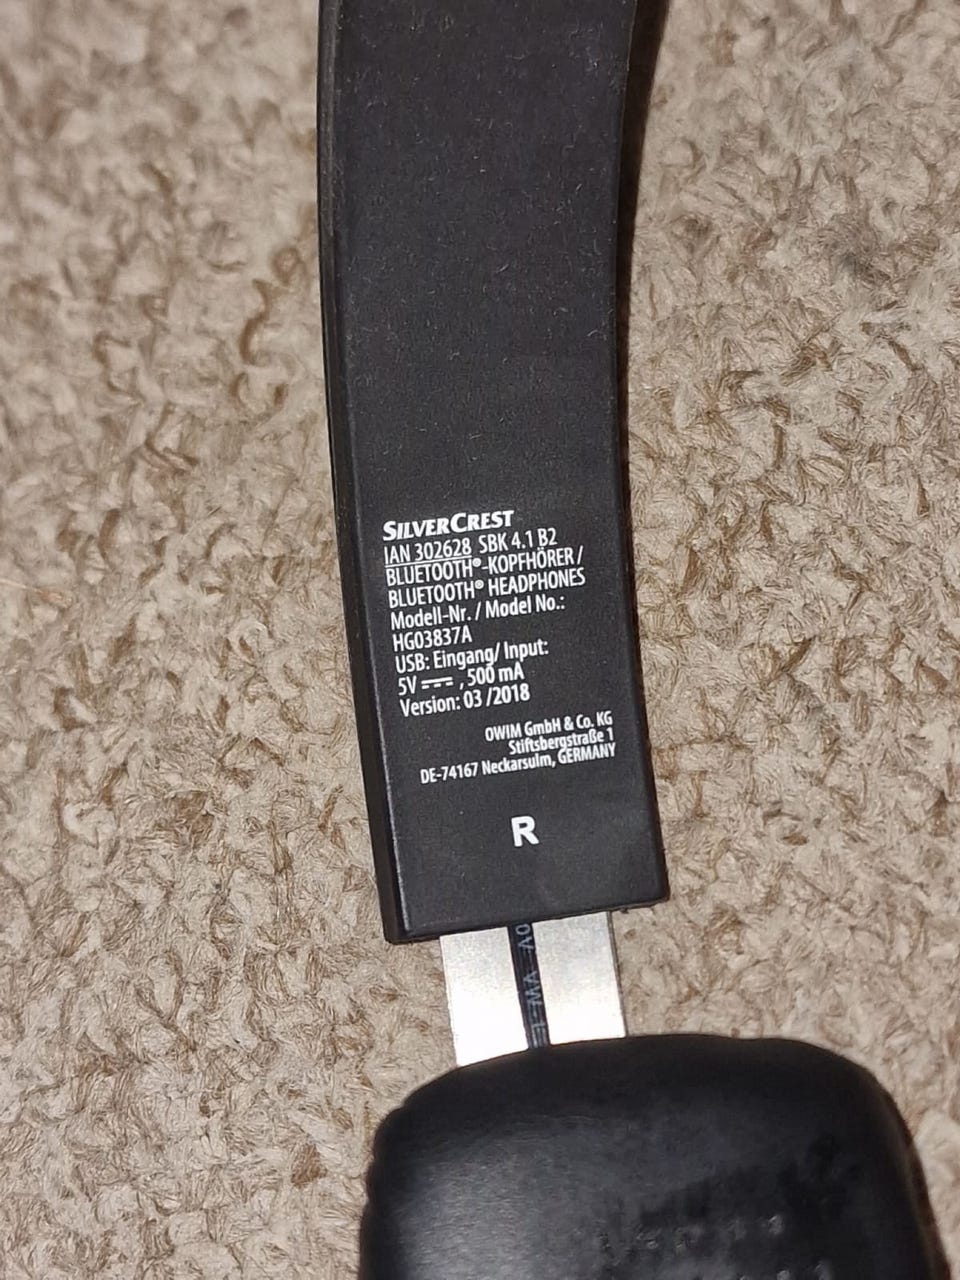 SILVERCREST
IAN 302628 SBK 4.1 B2
BLUETOOTH®-KOPFHÖRER /
BLUETOOTH® HEADPHONES
Modell-Nr. / Model No.:
HG03837A
USB: Eingang/ Input:
5V ⎓ , 500 mA
Version: 03 /2018
OWIM GmbH & Co. KG
Stiftsbergstraße 1
DE-74167 Neckarsulm, GERMANY
R